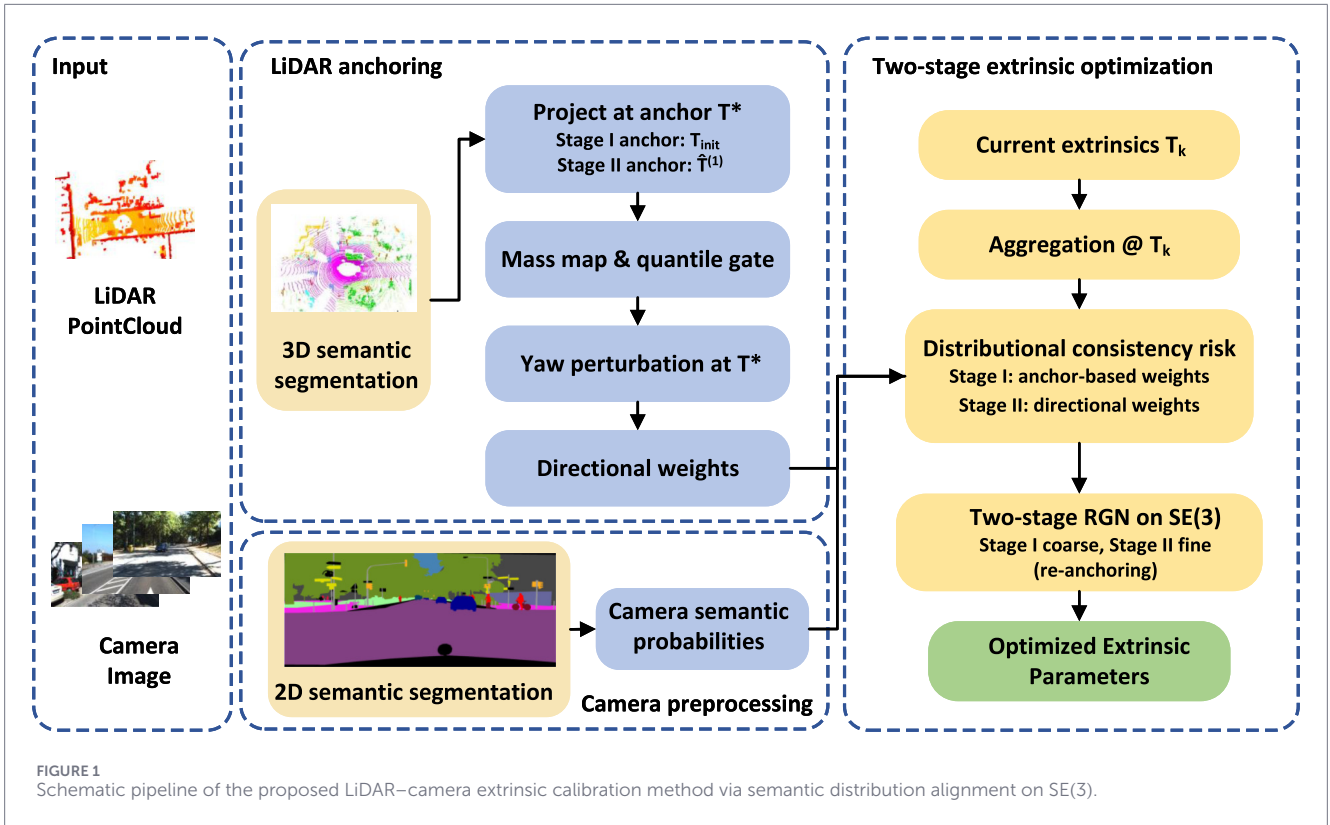 Input
LiDAR
PointCloud
Camera
Image
LiDAR anchoring
3D semantic
segmentation
Project at anchor T*
Stage I anchor: T_init
Stage II anchor: T̂⁽¹⁾
Mass map & quantile gate
Yaw perturbation at T*
Directional weights
2D semantic segmentation
Camera semantic
probabilities
Camera preprocessing
Two-stage extrinsic optimization
Current extrinsics T_k
Aggregation @ T_k
Distributional consistency risk
Stage I: anchor-based weights
Stage II: directional weights
Two-stage RGN on SE(3)
Stage I coarse, Stage II fine
(re-anchoring)
Optimized Extrinsic
Parameters
FIGURE 1
Schematic pipeline of the proposed LiDAR–camera extrinsic calibration method via semantic distribution alignment on SE(3).